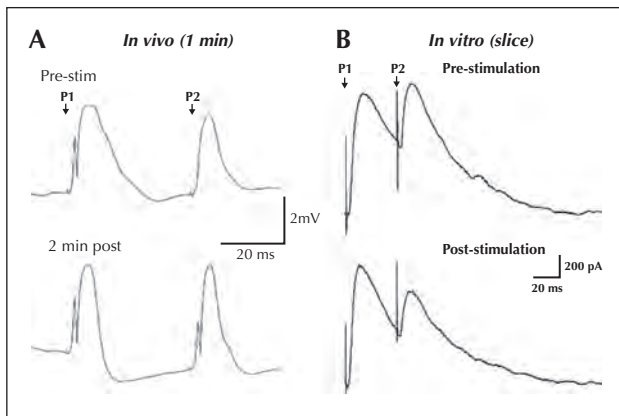 A In vivo (1 min)
Pre-stim
P1 P2
2mV
20 ms
2 min post
B In vitro (slice)
P1 P2 Pre-stimulation
Post-stimulation
200 pA
20 ms